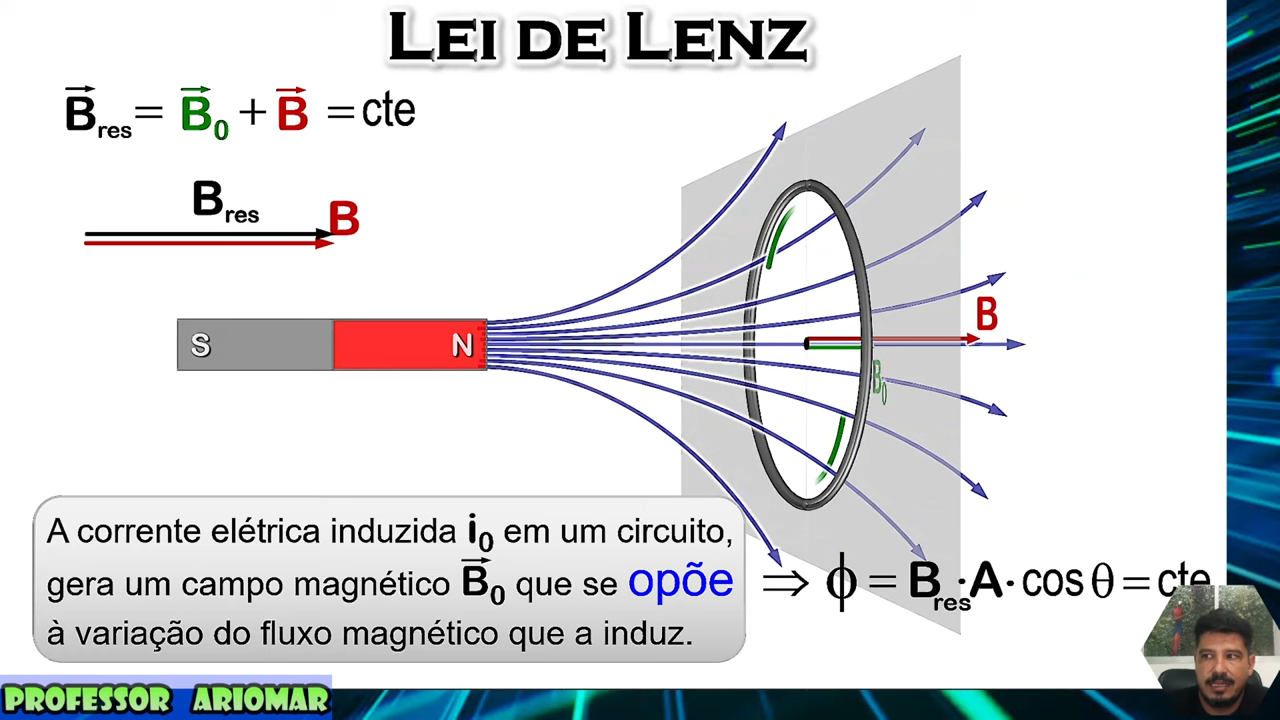 LEI DE LENZ
B⃗res = B⃗0 + B⃗ = cte
Bres
B
S
N
B
B0
A corrente elétrica induzida i0 em um circuito,
gera um campo magnético B⃗0 que se opõe
à variação do fluxo magnético que a induz.
⇒ ϕ = Bres·A·cos θ = cte
PROFESSOR ARIOMAR